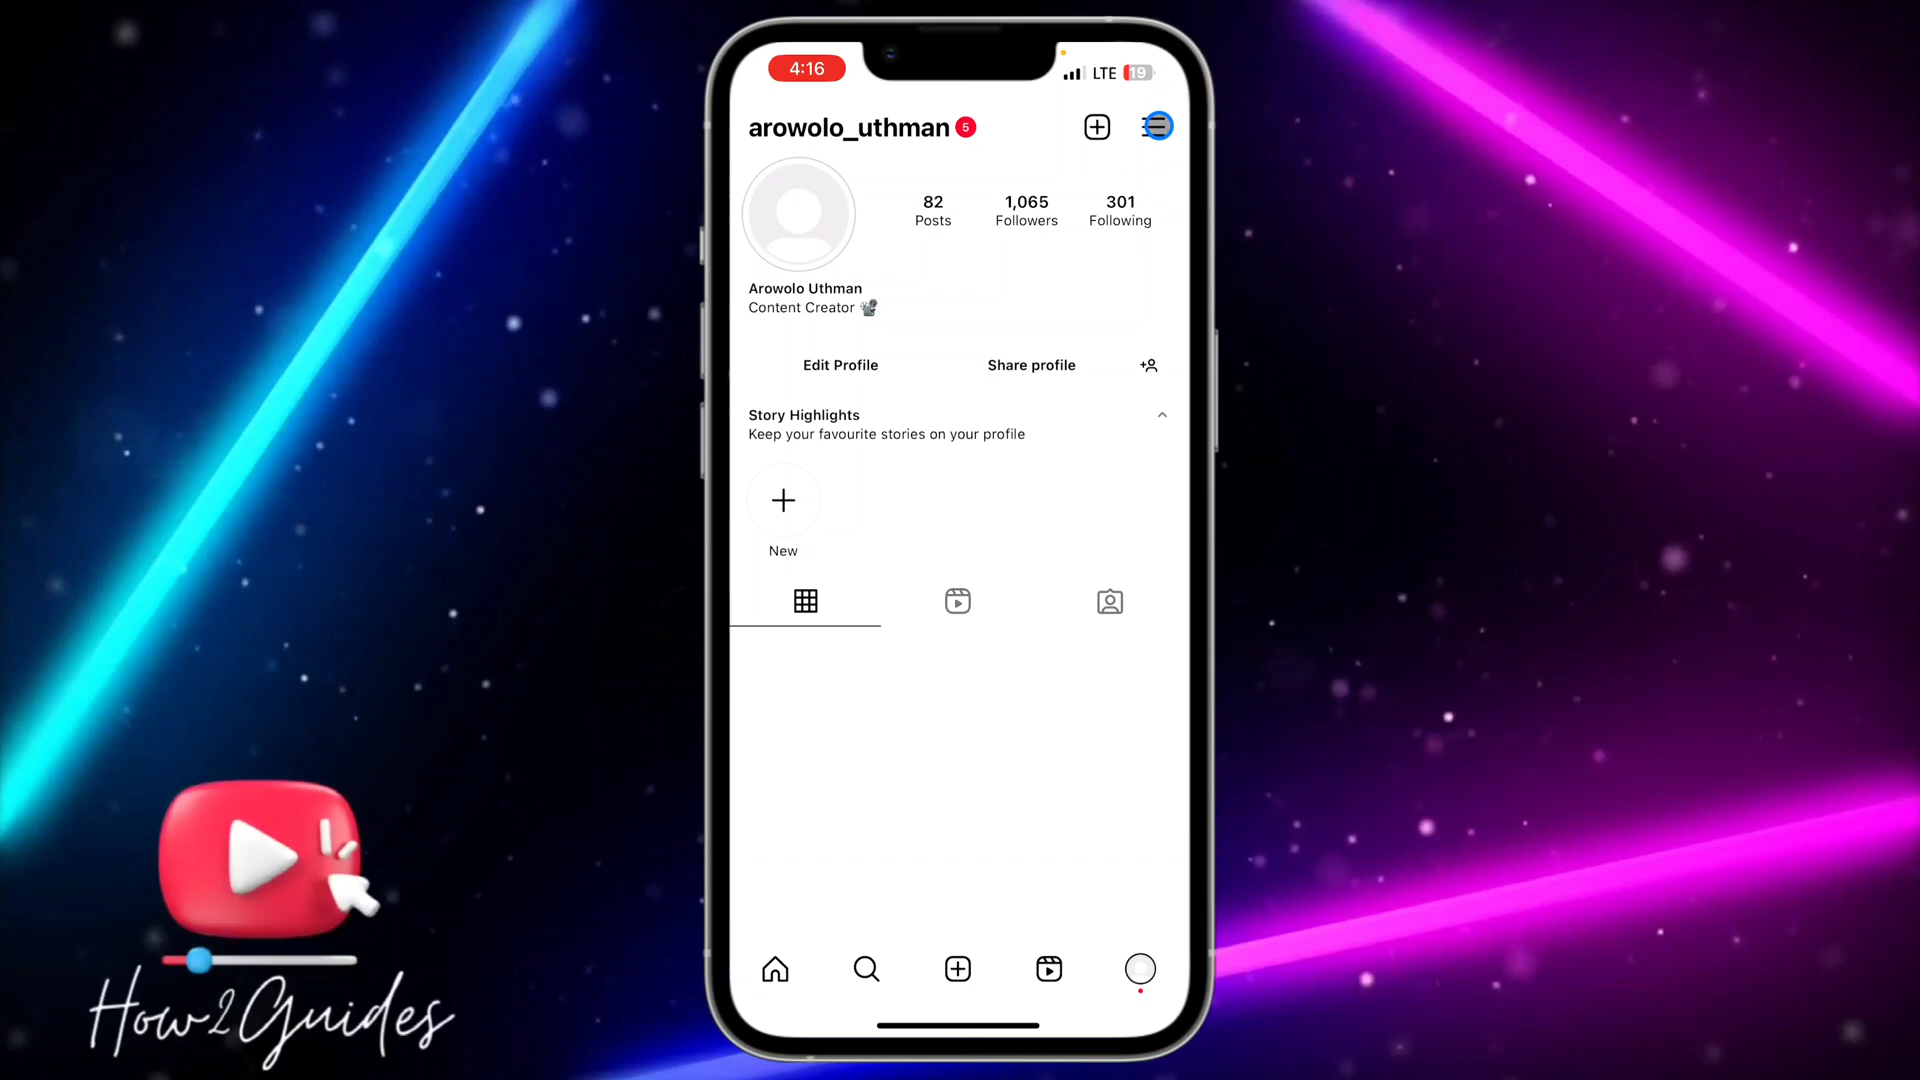 4:16
LTE 19
arowolo_uthman 5
82 1,065 301
Posts Followers Following
Arowolo Uthman
Content Creator 📽
Edit Profile Share profile
Story Highlights
Keep your favourite stories on your profile
New
How2Guides